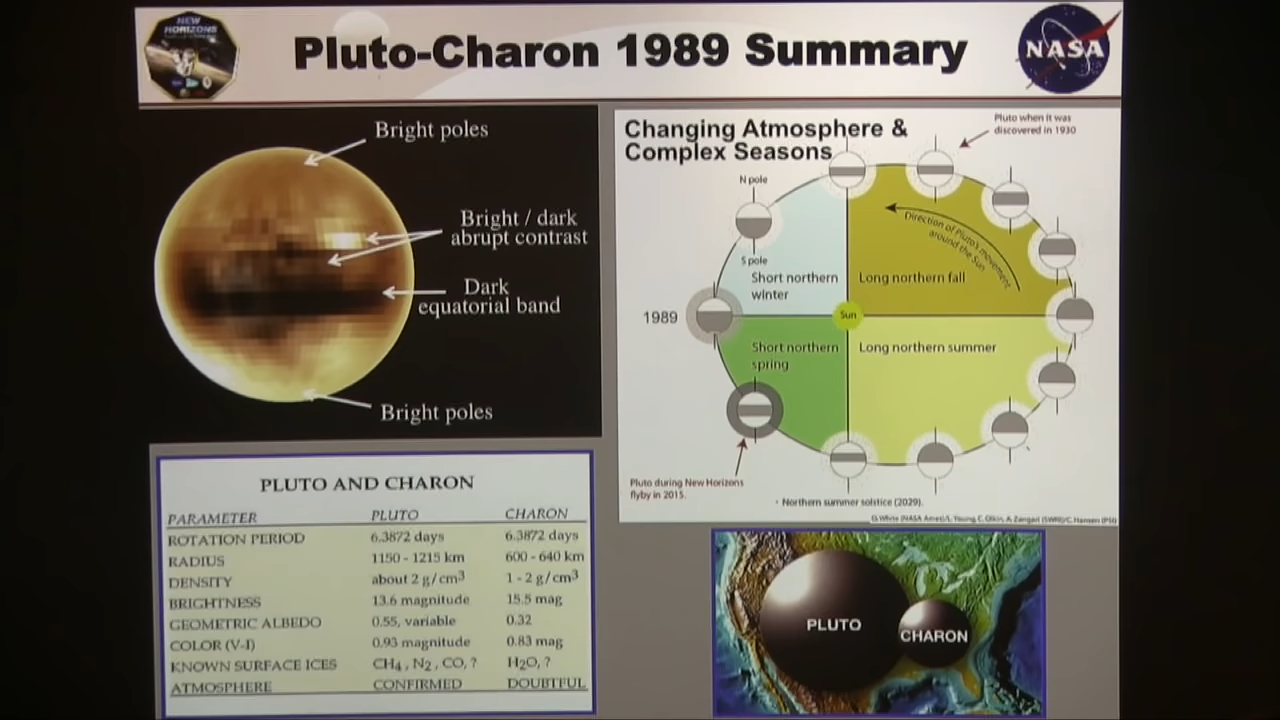 NEW
HORIZONS
Pluto-Charon 1989 Summary
NASA
Bright poles
Bright / dark
abrupt contrast
Dark
equatorial band
Bright poles
Changing Atmosphere &
Complex Seasons
Pluto when it was
discovered in 1930
N pole
S pole
Direction of Pluto's movement
around the Sun
Short northern
winter
Long northern fall
1989
Sun
Short northern
spring
Long northern summer
Pluto during New Horizons
flyby in 2015.
Northern summer solstice (2029).
PLUTO AND CHARON
PARAMETER PLUTO CHARON
ROTATION PERIOD 6.3872 days 6.3872 days
RADIUS 1150 - 1215 km 600 - 640 km
DENSITY about 2 g/cm³ 1 - 2 g/cm³
BRIGHTNESS 13.6 magnitude 15.5 mag
GEOMETRIC ALBEDO 0.55, variable 0.32
COLOR (V-I) 0.93 magnitude 0.83 mag
KNOWN SURFACE ICES CH₄, N₂, CO, ? H₂O, ?
ATMOSPHERE CONFIRMED DOUBTFUL
PLUTO
CHARON